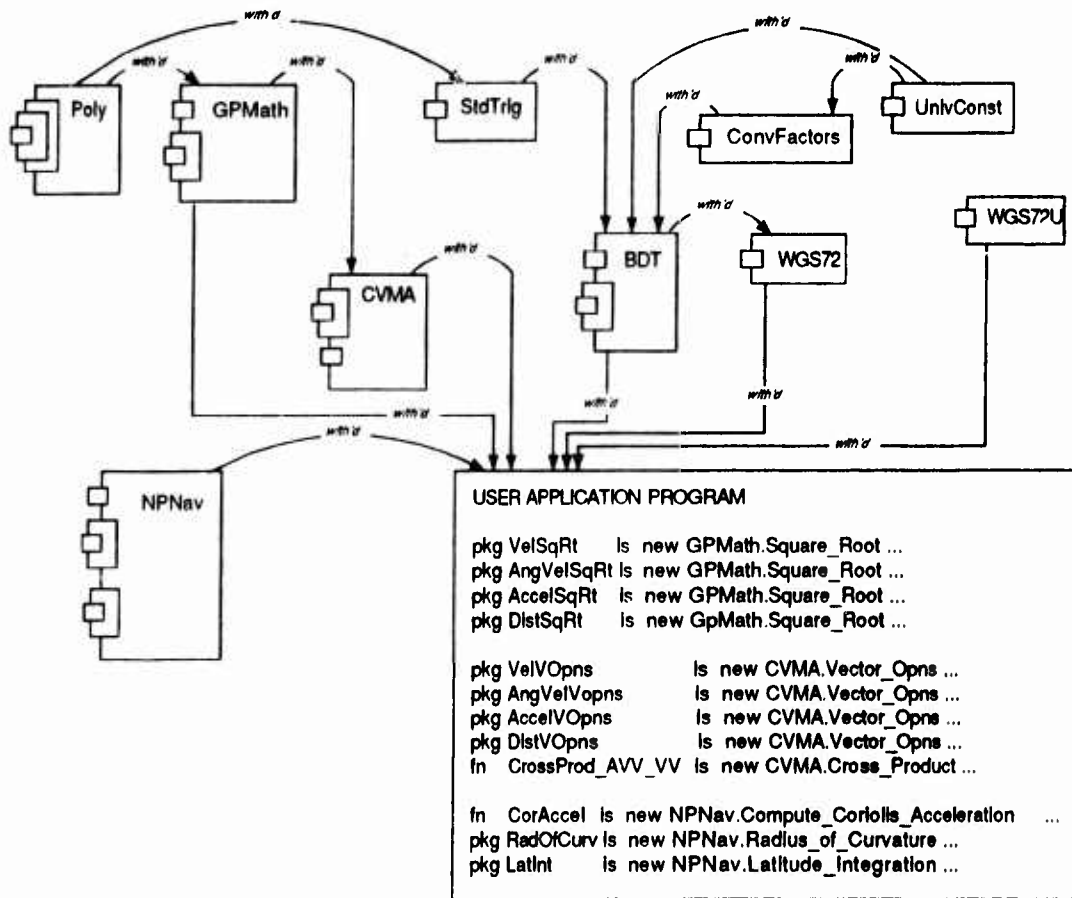 with'd
with'd
with'd
with'd
with'd
with'd
with'd
Poly
GPMath
StdTrig
ConvFactors
UnivConst
with'd
with'd
BDT
WGS72
WGS72U
CVMA
with'd
with'd
with'd
with'd
with'd
NPNav
USER APPLICATION PROGRAM
pkg VelSqRt is new GPMath.Square_Root ...
pkg AngVelSqRt is new GPMath.Square_Root ...
pkg AccelSqRt is new GPMath.Square_Root ...
pkg DistSqRt is new GpMath.Square_Root ...
pkg VelVOpns is new CVMA.Vector_Opns ...
pkg AngVelVopns is new CVMA.Vector_Opns ...
pkg AccelVOpns is new CVMA.Vector_Opns ...
pkg DistVOpns is new CVMA.Vector_Opns ...
fn CrossProd_AVV_VV is new CVMA.Cross_Product ...
fn CorAccel is new NPNav.Compute_Coriolis_Acceleration ...
pkg RadOfCurv is new NPNav.Radius_of_Curvature ...
pkg LatInt is new NPNav.Latitude_Integration ...